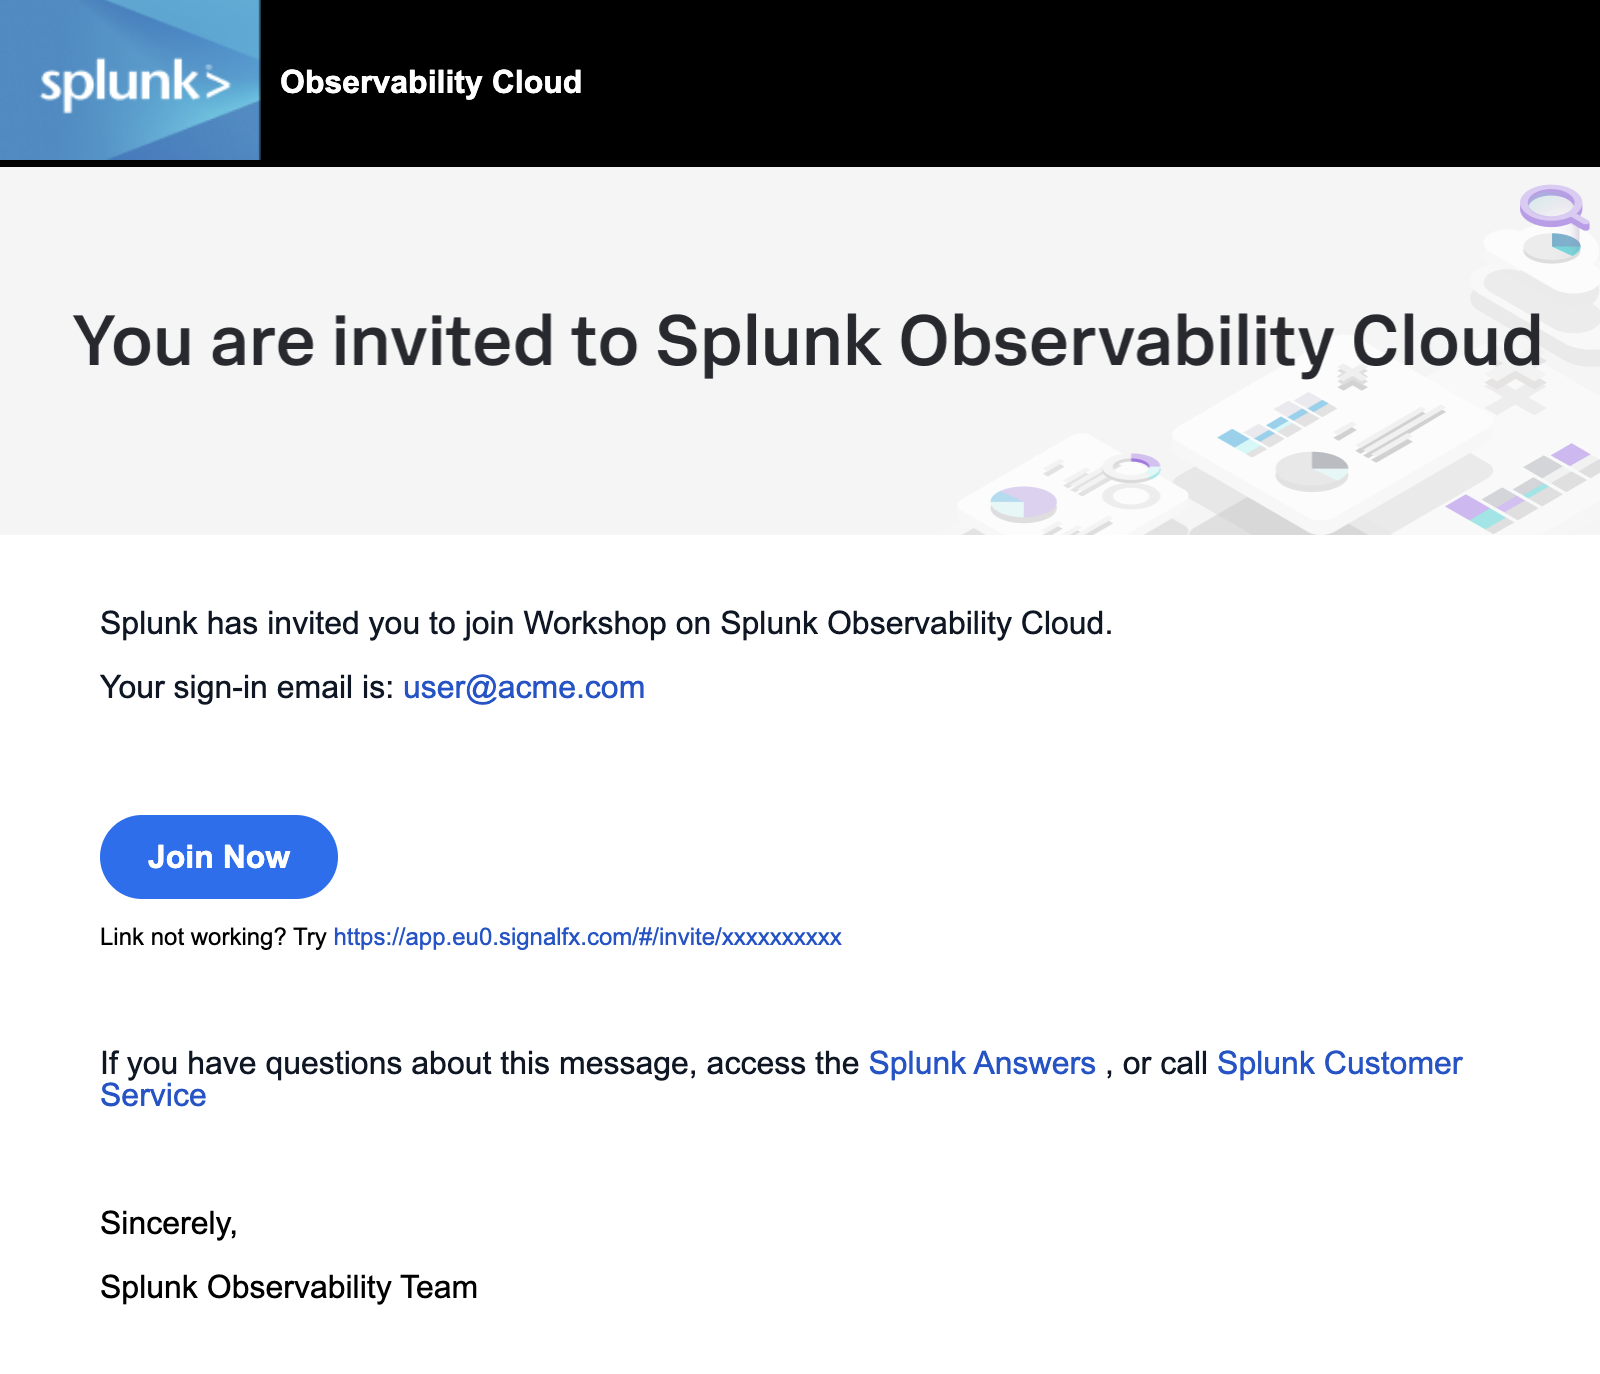 splunk>
Observability Cloud
You are invited to Splunk Observability Cloud
Splunk has invited you to join Workshop on Splunk Observability Cloud.
Your sign-in email is: user@acme.com
Join Now
Link not working? Try https://app.eu0.signalfx.com/#/invite/xxxxxxxxxx
If you have questions about this message, access the Splunk Answers , or call Splunk Customer
Service
Sincerely,
Splunk Observability Team